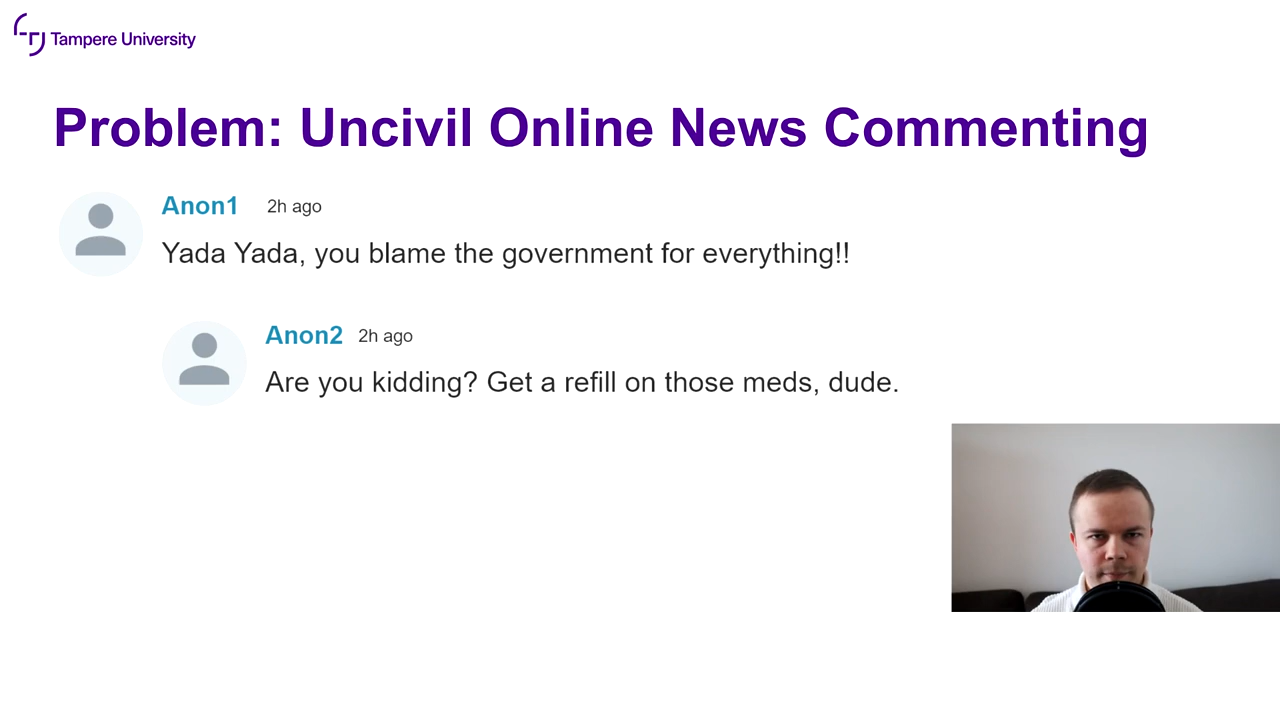 Tampere University
Problem: Uncivil Online News Commenting
Anon1 2h ago
Yada Yada, you blame the government for everything!!
Anon2 2h ago
Are you kidding? Get a refill on those meds, dude.